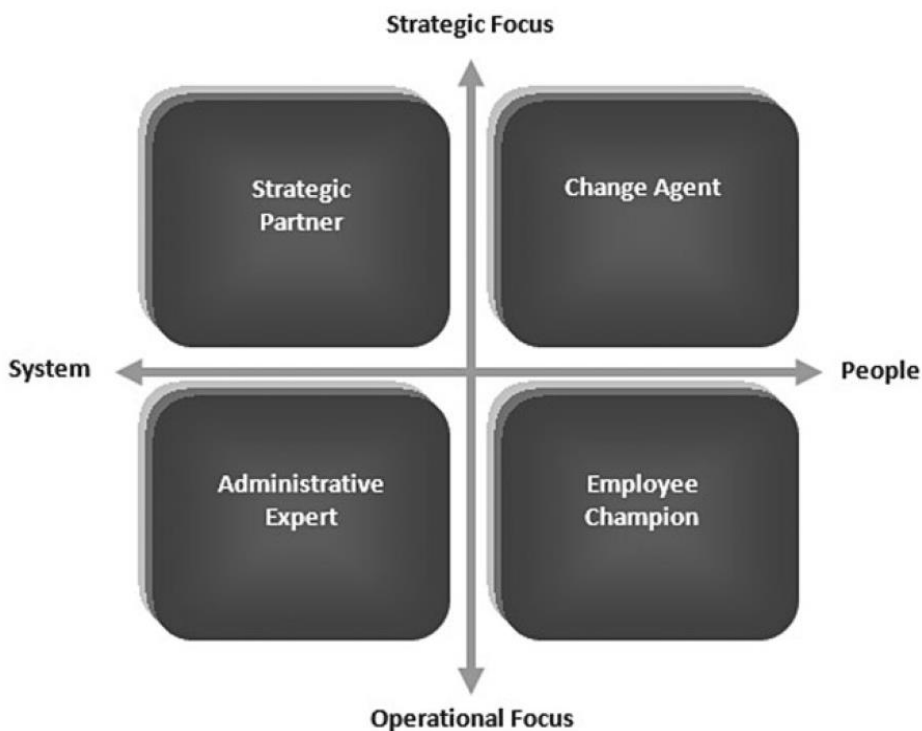 Strategic Focus
Strategic
Partner
Change Agent
System
People
Administrative
Expert
Employee
Champion
Operational Focus